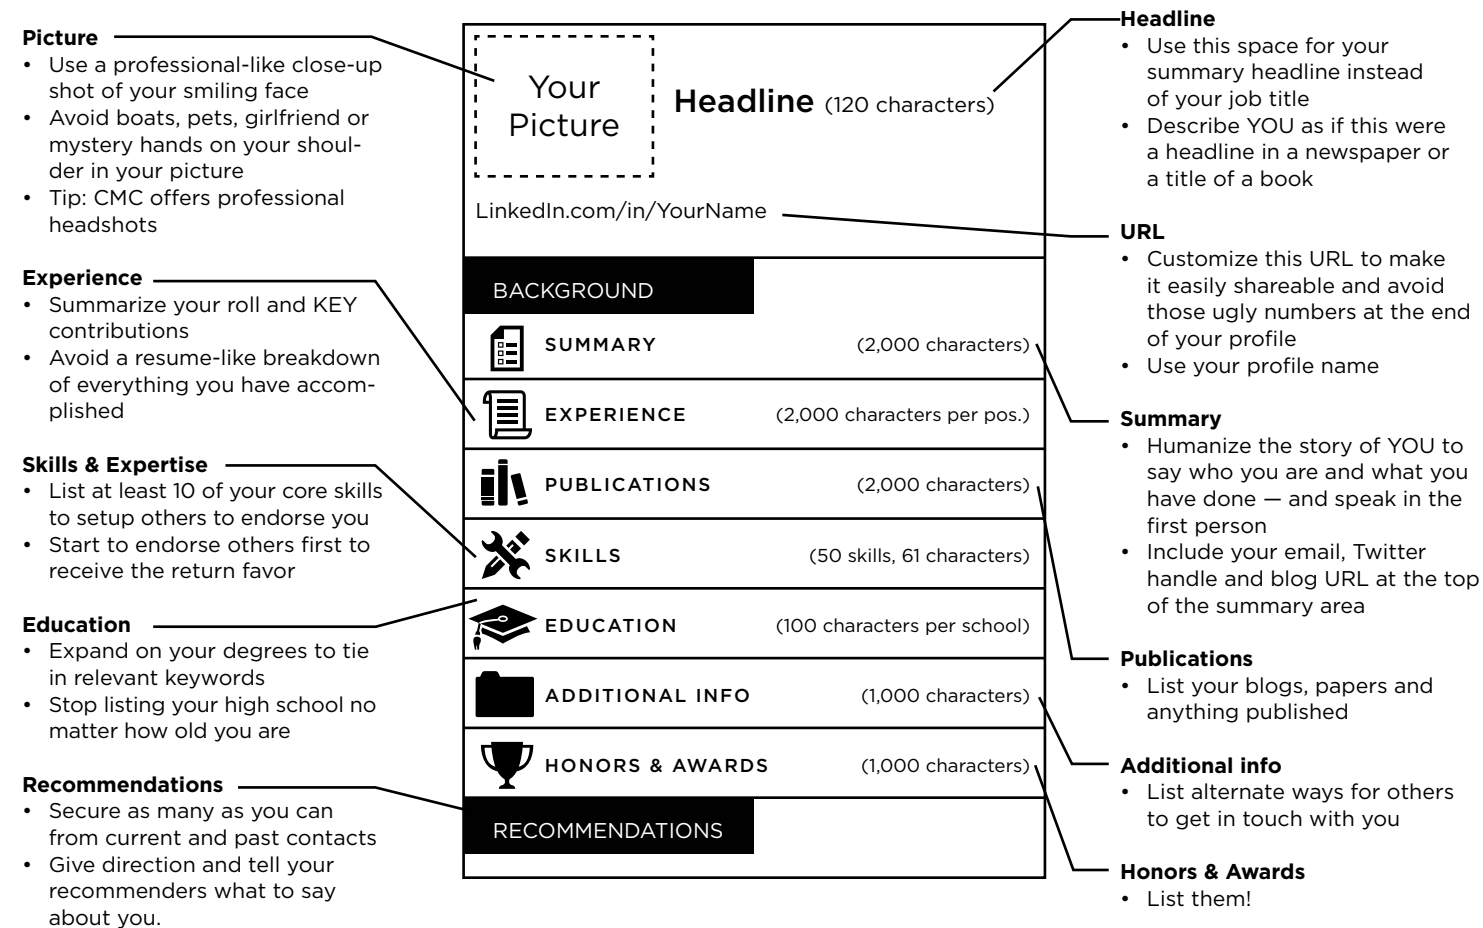 Picture
• Use a professional-like close-up
shot of your smiling face
• Avoid boats, pets, girlfriend or
mystery hands on your shoul-
der in your picture
• Tip: CMC offers professional
headshots
Experience
• Summarize your roll and KEY
contributions
• Avoid a resume-like breakdown
of everything you have accom-
plished
Skills & Expertise
• List at least 10 of your core skills
to setup others to endorse you
• Start to endorse others first to
receive the return favor
Education
• Expand on your degrees to tie
in relevant keywords
• Stop listing your high school no
matter how old you are
Recommendations
• Secure as many as you can
from current and past contacts
• Give direction and tell your
recommenders what to say
about you.
Your
Picture
Headline (120 characters)
LinkedIn.com/in/YourName
BACKGROUND
SUMMARY (2,000 characters)
EXPERIENCE (2,000 characters per pos.)
PUBLICATIONS (2,000 characters)
SKILLS (50 skills, 61 characters)
EDUCATION (100 characters per school)
ADDITIONAL INFO (1,000 characters)
HONORS & AWARDS (1,000 characters)
RECOMMENDATIONS
Headline
• Use this space for your
summary headline instead
of your job title
• Describe YOU as if this were
a headline in a newspaper or
a title of a book
URL
• Customize this URL to make
it easily shareable and avoid
those ugly numbers at the end
of your profile
• Use your profile name
Summary
• Humanize the story of YOU to
say who you are and what you
have done — and speak in the
first person
• Include your email, Twitter
handle and blog URL at the top
of the summary area
Publications
• List your blogs, papers and
anything published
Additional info
• List alternate ways for others
to get in touch with you
Honors & Awards
• List them!